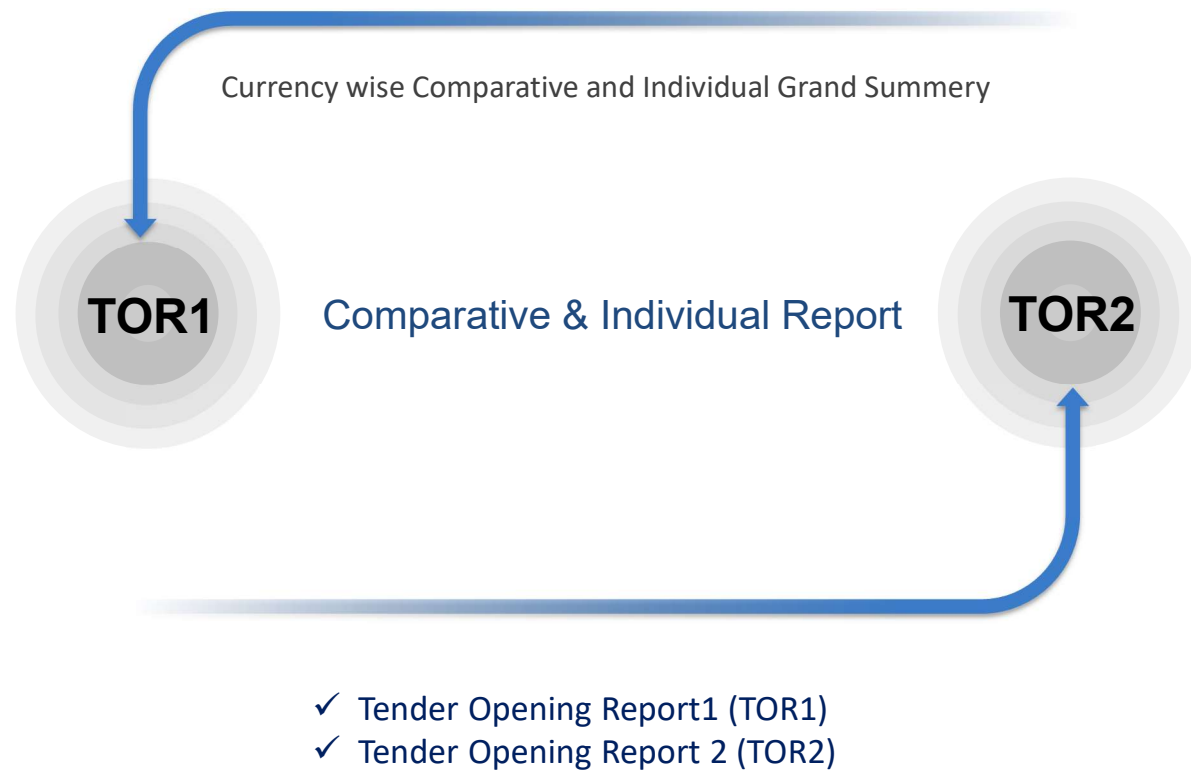 Currency wise Comparative and Individual Grand Summery
TOR1
Comparative & Individual Report
TOR2
✓ Tender Opening Report1 (TOR1)
✓ Tender Opening Report 2 (TOR2)